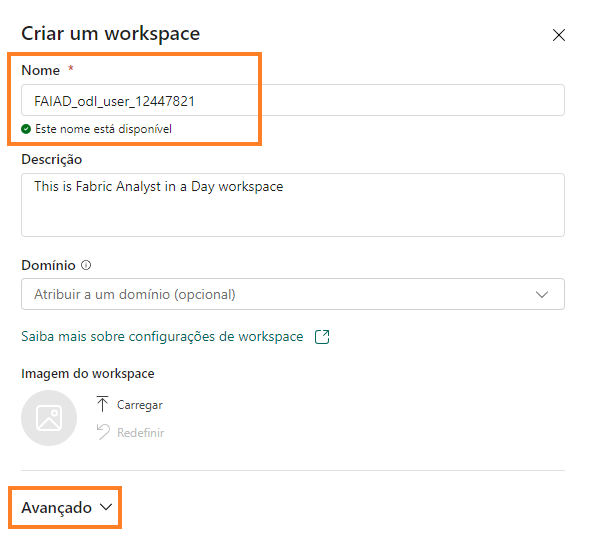 Criar um workspace
Nome *
FAIAD_odl_user_12447821
Este nome está disponível
Descrição
This is Fabric Analyst in a Day workspace
Domínio
Atribuir a um domínio (opcional)
Saiba mais sobre configurações de workspace
Imagem do workspace
Carregar
Redefinir
Avançado